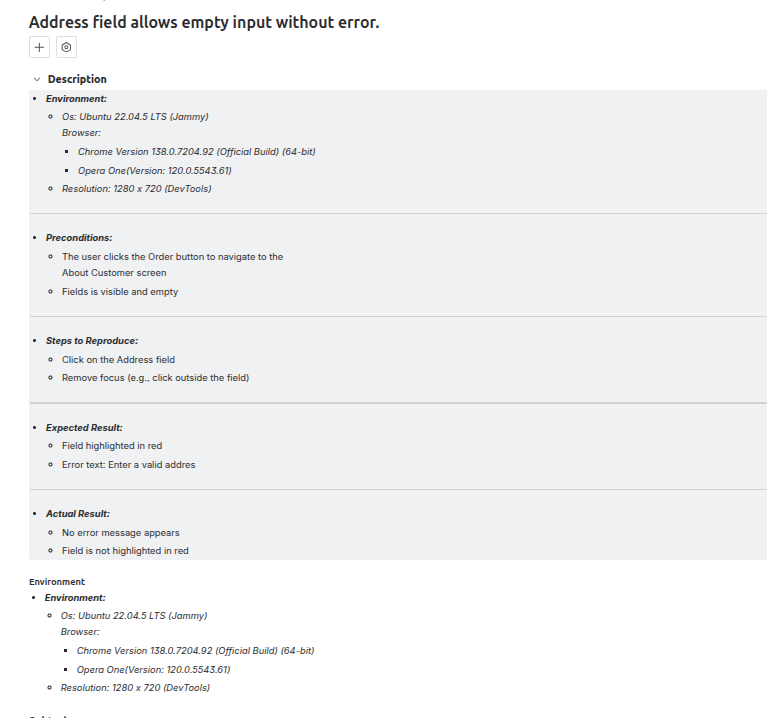 Address field allows empty input without error.
Description
Environment:
Os: Ubuntu 22.04.5 LTS (Jammy)
Browser:
Chrome Version 138.0.7204.92 (Official Build) (64-bit)
Opera One(Version: 120.0.5543.61)
Resolution: 1280 x 720 (DevTools)
Preconditions:
The user clicks the Order button to navigate to the
About Customer screen
Fields is visible and empty
Steps to Reproduce:
Click on the Address field
Remove focus (e.g., click outside the field)
Expected Result:
Field highlighted in red
Error text: Enter a valid addres
Actual Result:
No error message appears
Field is not highlighted in red
Environment
Environment:
Os: Ubuntu 22.04.5 LTS (Jammy)
Browser:
Chrome Version 138.0.7204.92 (Official Build) (64-bit)
Opera One(Version: 120.0.5543.61)
Resolution: 1280 x 720 (DevTools)